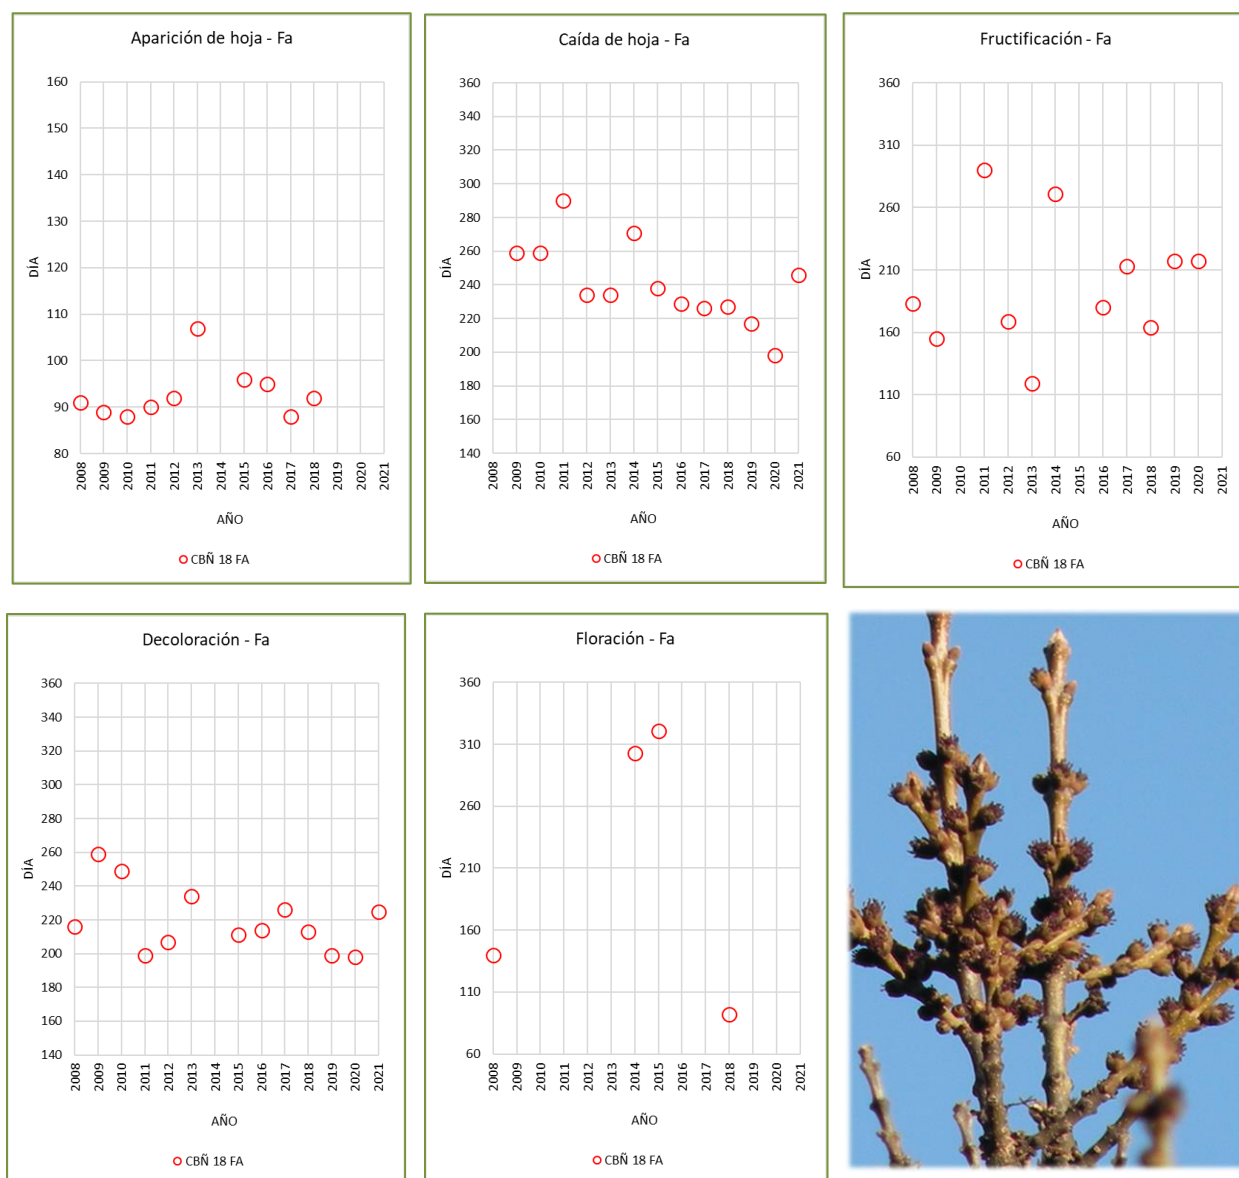 Aparición de hoja - Fa
160
150
140
130
120
110
100
90
80
DÍA
2008 2009 2010 2011 2012 2013 2014 2015 2016 2017 2018 2019 2020 2021
AÑO
CBÑ 18 FA
Caída de hoja - Fa
360
340
320
300
280
260
240
220
200
180
160
140
DÍA
2008 2009 2010 2011 2012 2013 2014 2015 2016 2017 2018 2019 2020 2021
AÑO
CBÑ 18 FA
Fructificación - Fa
360
310
260
210
160
110
60
DÍA
2008 2009 2010 2011 2012 2013 2014 2015 2016 2017 2018 2019 2020 2021
AÑO
CBÑ 18 FA
Decoloración - Fa
360
340
320
300
280
260
240
220
200
180
160
140
DÍA
2008 2009 2010 2011 2012 2013 2014 2015 2016 2017 2018 2019 2020 2021
AÑO
CBÑ 18 FA
Floración - Fa
360
310
260
210
160
110
60
DÍA
2008 2009 2010 2011 2012 2013 2014 2015 2016 2017 2018 2019 2020 2021
AÑO
CBÑ 18 FA